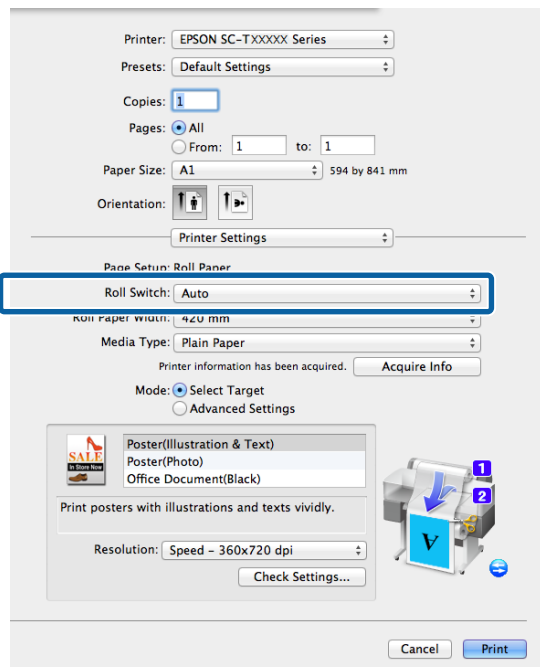 Printer: EPSON SC-TXXXXX Series
Presets: Default Settings
Copies: 1
Pages: All
From: 1 to: 1
Paper Size: A1 594 by 841 mm
Orientation:
Printer Settings
Page Setup: Roll Paper
Roll Switch: Auto
Roll Paper Width: 420 mm
Media Type: Plain Paper
Printer information has been acquired. Acquire Info
Mode: Select Target
Advanced Settings
SALE
In Store Now
Poster(Illustration & Text)
Poster(Photo)
Office Document(Black)
Print posters with illustrations and texts vividly.
1
2
A
Resolution: Speed – 360x720 dpi
Check Settings...
Cancel Print